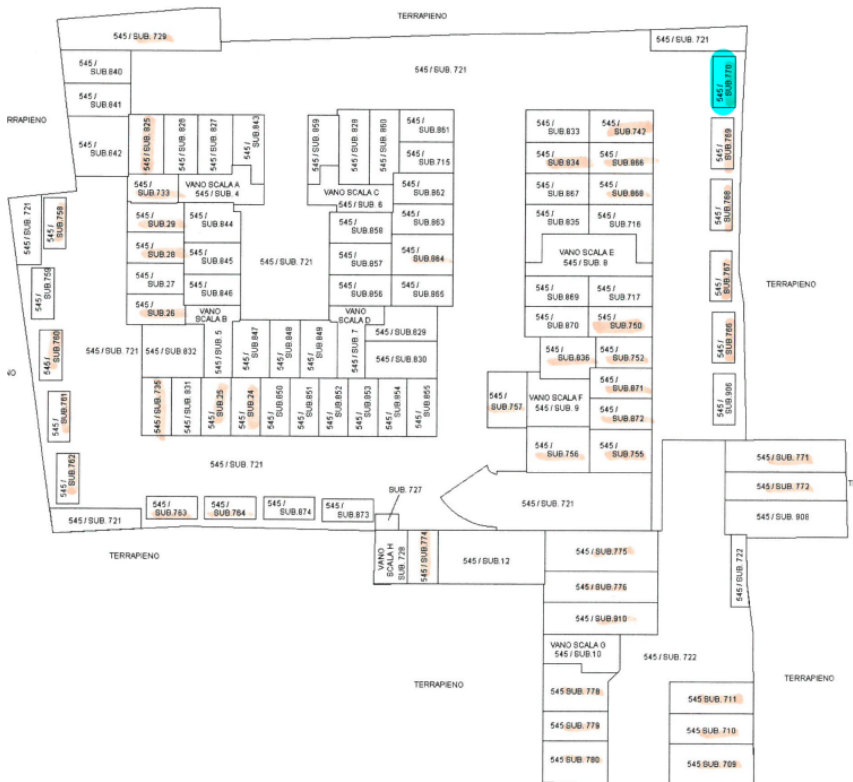 TERRAPIENO
545 / SUB. 729
545 / SUB. 721
545 / SUB.840
545 / SUB. 721
545 / SUB.770
545 / SUB.841
RRAPIENO
545 / SUB.842
545 / SUB. 825
545 / SUB. 826
545 / SUB. 827
545 / SUB.843
545 / SUB. 859
545 / SUB. 828
545 / SUB. 860
545 / SUB.861
545 / SUB.715
545 / SUB.833
545 / SUB.742
545 / SUB.769
545 / SUB.834
545 / SUB.866
545 / SUB.733
VANO SCALA A
545 / SUB. 4
VANO SCALA C
545 / SUB. 6
545 / SUB.862
545 / SUB.867
545 / SUB.868
545 / SUB.768
545 / SUB. 721
545 / SUB.758
545 / SUB.29
545 / SUB.844
545 / SUB.858
545 / SUB.863
545 / SUB.835
545 / SUB.716
545 / SUB.28
545 / SUB.845
545 / SUB. 721
545 / SUB.857
545 / SUB.864
VANO SCALA E
545 / SUB. 8
545 / SUB.767
TERRAPIENO
545 / SUB.759
545 / SUB.27
545 / SUB.846
545 / SUB.856
545 / SUB.865
545 / SUB.869
545 / SUB.717
545 / SUB.26
VANO
SCALA B
VANO
SCALA D
545 / SUB.870
545 / SUB.750
545 / SUB.766
NO
545 / SUB.760
545 / SUB. 721
545 / SUB.832
545 / SUB. 5
545 / SUB.847
545 / SUB.848
545 / SUB.849
545 / SUB. 7
545 / SUB.829
545 / SUB.830
545 / SUB.836
545 / SUB.752
545 / SUB.761
545 / SUB.735
545 / SUB.831
545 / SUB.25
545 / SUB.24
545 / SUB.850
545 / SUB.851
545 / SUB.852
545 / SUB.853
545 / SUB.854
545 / SUB.855
545 / SUB.757
VANO SCALA F
545 / SUB. 9
545 / SUB.871
545 / SUB.872
545 / SUB.906
545 / SUB.762
545 / SUB. 721
545 / SUB.756
545 / SUB.755
545 / SUB. 771
545 / SUB. 772
545 / SUB. 908
545 / SUB. 721
545 / SUB.763
545 / SUB.764
545 / SUB.874
545 / SUB.873
SUB. 727
545 / SUB. 721
TERRAPIENO
VANO
SCALA H
SUB. 728
545 / SUB.774
545 / SUB.12
545 / SUB.775
545 / SUB. 776
545 / SUB.910
545 / SUB. 722
VANO SCALA G
545 / SUB.10
545 / SUB. 722
TERRAPIENO
TERRAPIENO
545 SUB. 778
545 SUB. 779
545 SUB. 780
545 SUB. 711
545 SUB. 710
545 SUB. 709